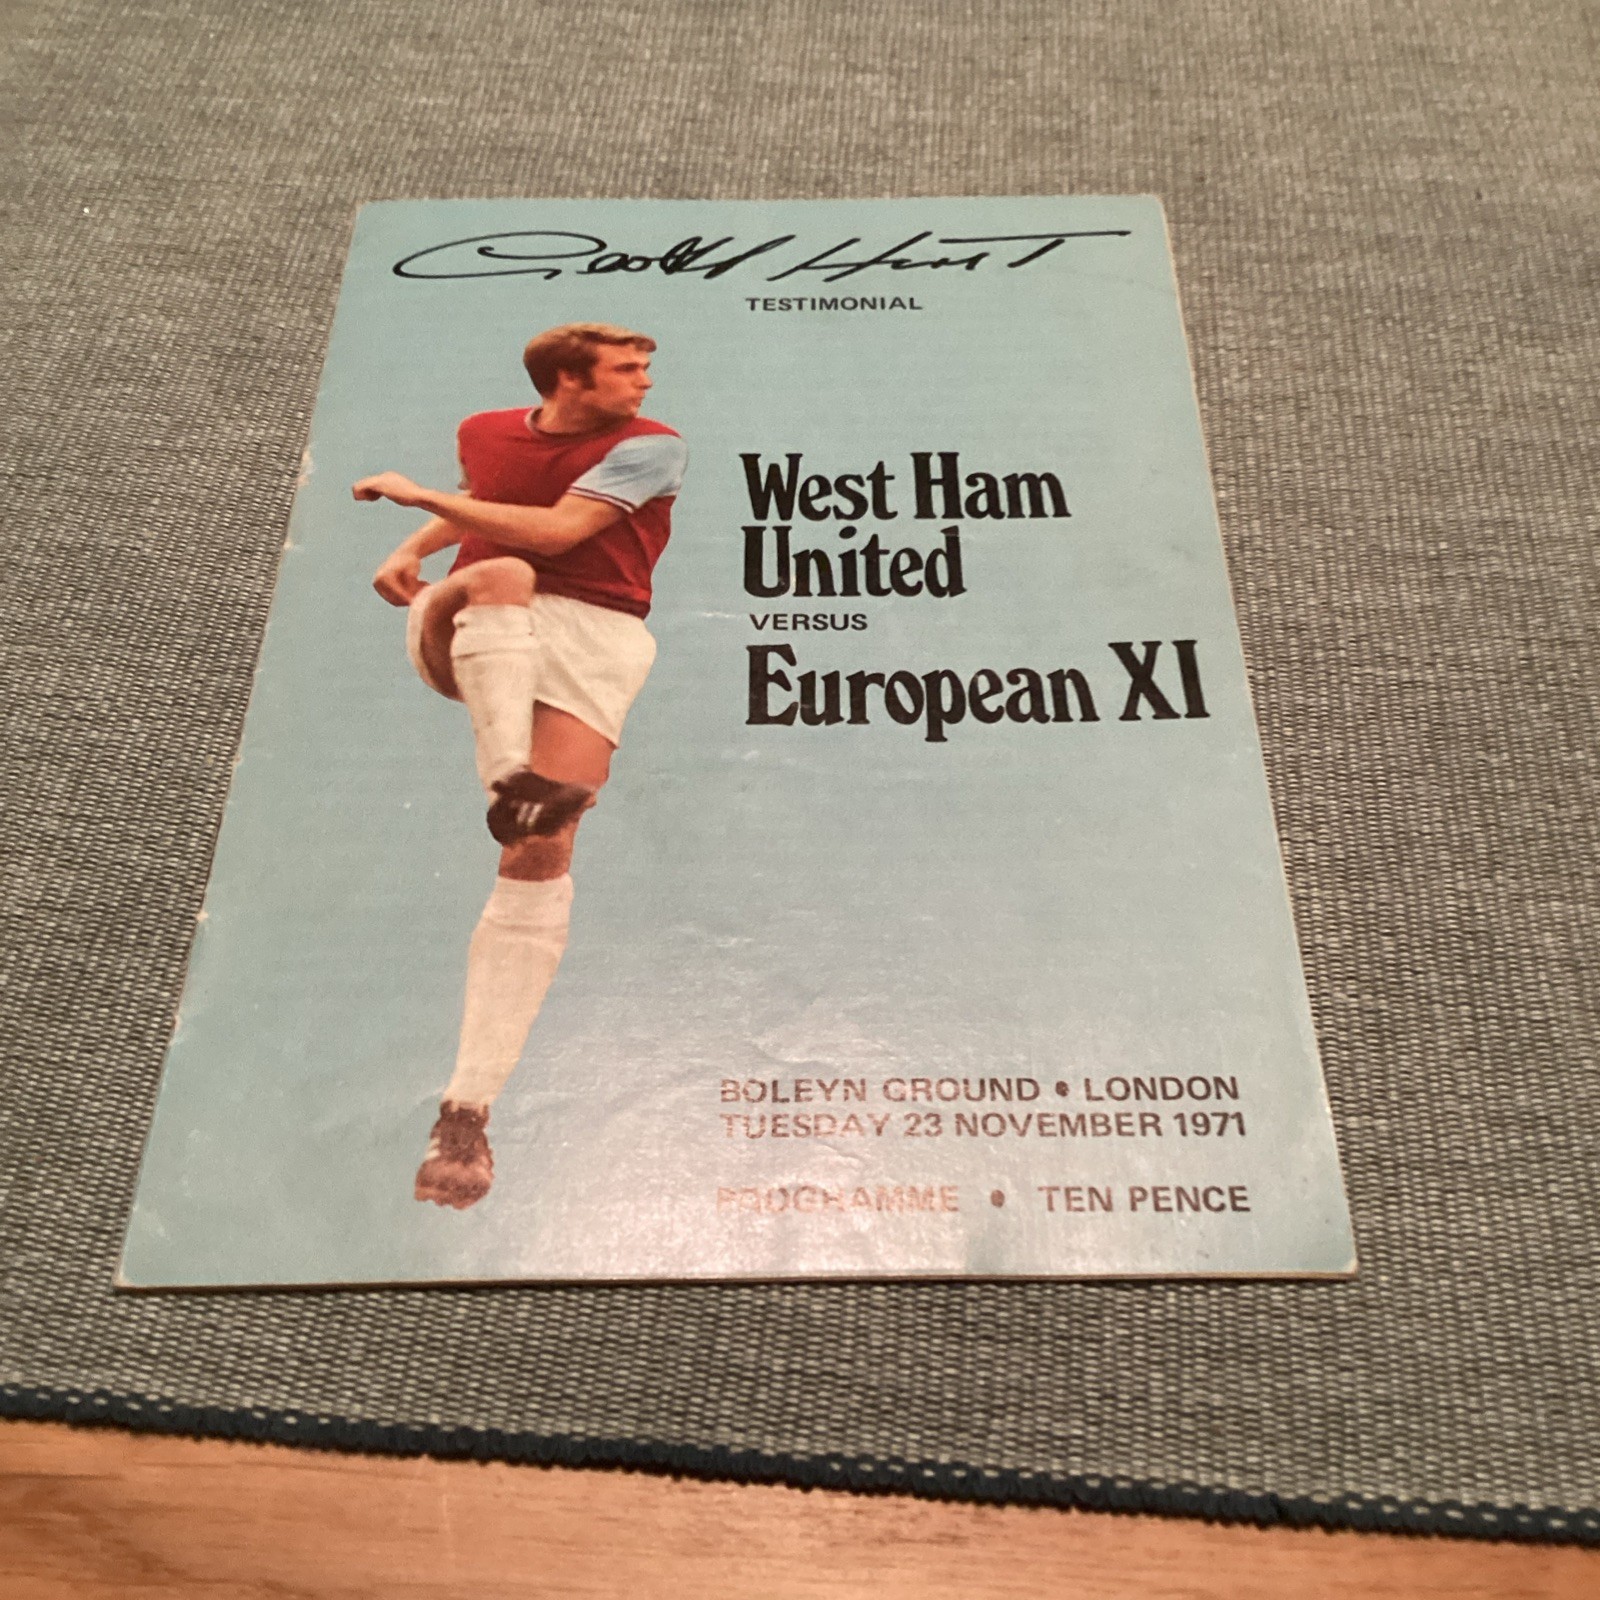 Geoff Hurst
TESTIMONIAL
West Ham
United
VERSUS
European XI
BOLEYN GROUND • LONDON
TUESDAY 23 NOVEMBER 1971
PROGRAMME • TEN PENCE